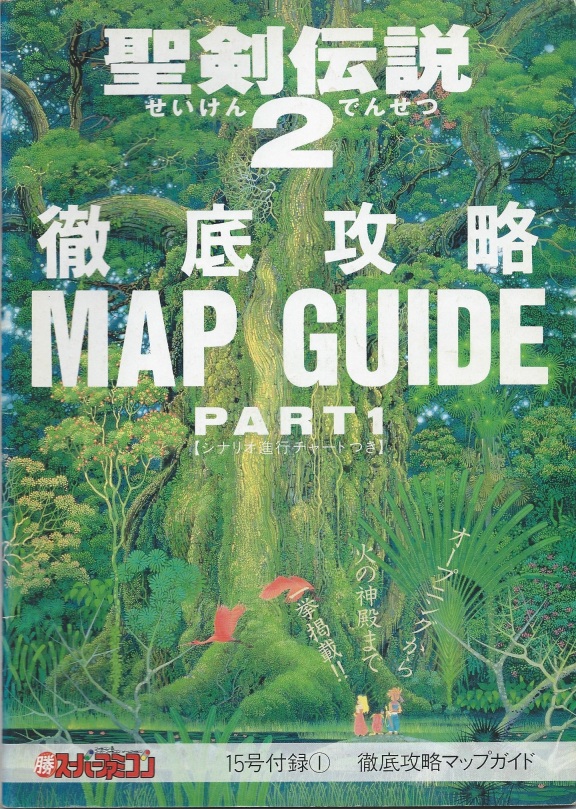 聖剣伝説
せいけん でんせつ
2
徹底攻略
MAP GUIDE
PART1
【シナリオ進行チャートつき】
オープニングから
火の神殿まで
一挙掲載!!
勝 スーパーファミコン
15号付録① 徹底攻略マップガイド